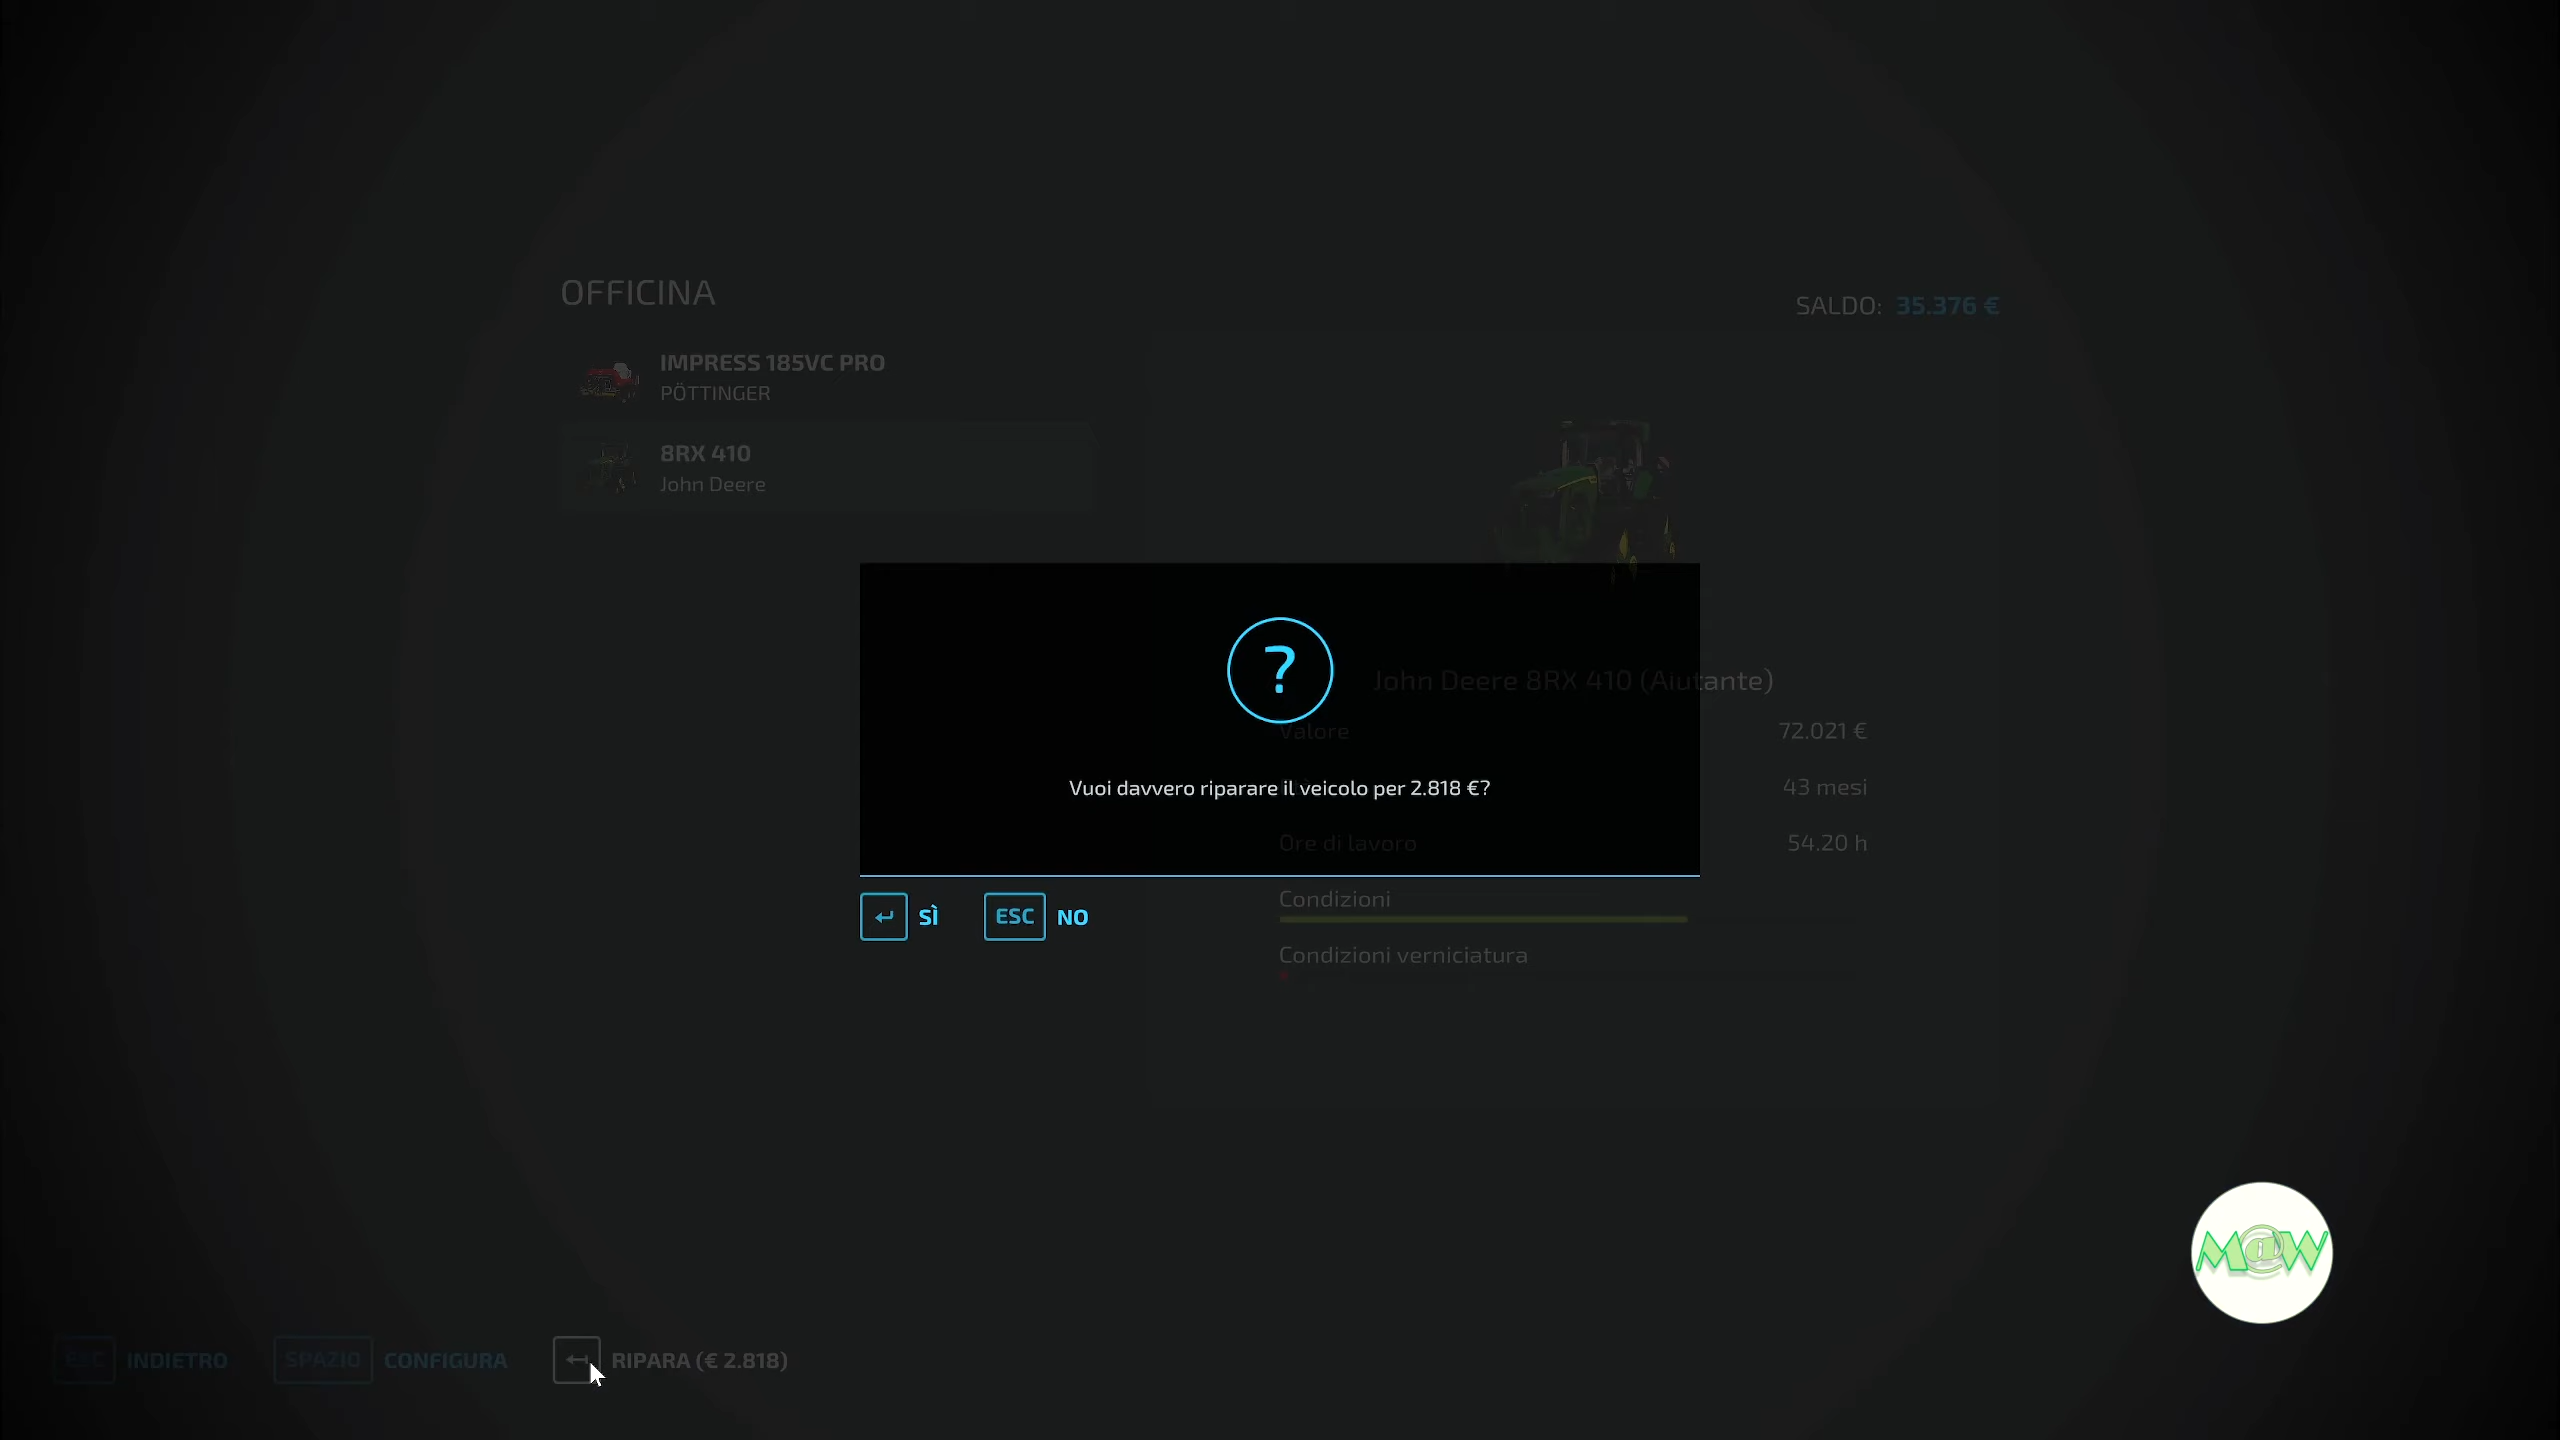 OFFICINA
SALDO: 35.376 €
IMPRESS 185VC PRO
PÖTTINGER
8RX 410
John Deere
?
John Deere 8RX 410 (Aiutante)
Valore 72.021 €
Vuoi davvero riparare il veicolo per 2.818 €?
43 mesi
Ore di lavoro 54.20 h
Condizioni
SÌ
ESC NO
Condizioni verniciatura
M@W
ESC INDIETRO
SPAZIO CONFIGURA
RIPARA (€ 2.818)